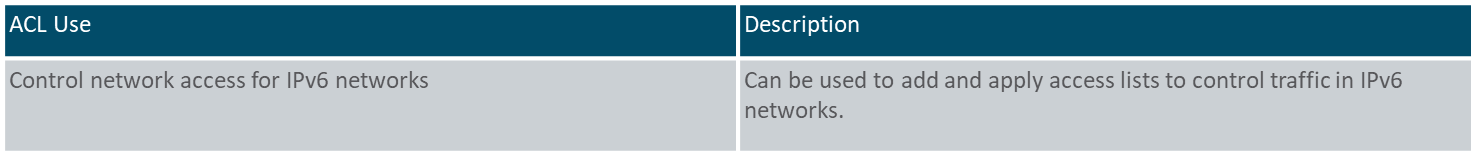 ACL Use
Description
Control network access for IPv6 networks
Can be used to add and apply access lists to control traffic in IPv6
networks.